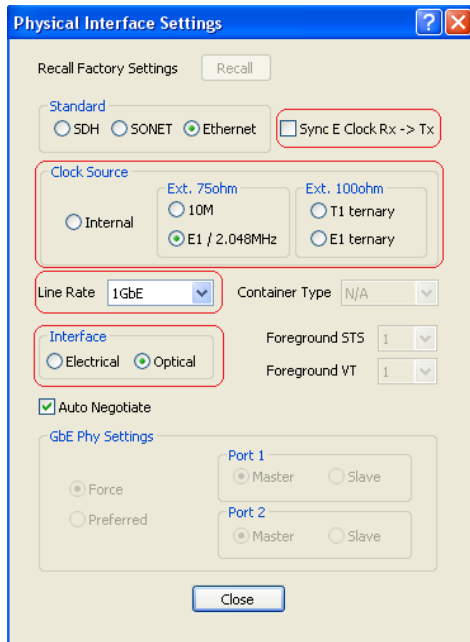 Physical Interface Settings
Recall Factory Settings Recall
Standard
SDH SONET Ethernet Sync E Clock Rx -> Tx
Clock Source
Ext. 75ohm Ext. 100ohm
Internal 10M T1 ternary
E1 / 2.048MHz E1 ternary
Line Rate 1GbE Container Type N/A
Interface Foreground STS 1
Electrical Optical
Foreground VT 1
Auto Negotiate
GbE Phy Settings
Port 1
Force Master Slave
Preferred Port 2
Master Slave
Close